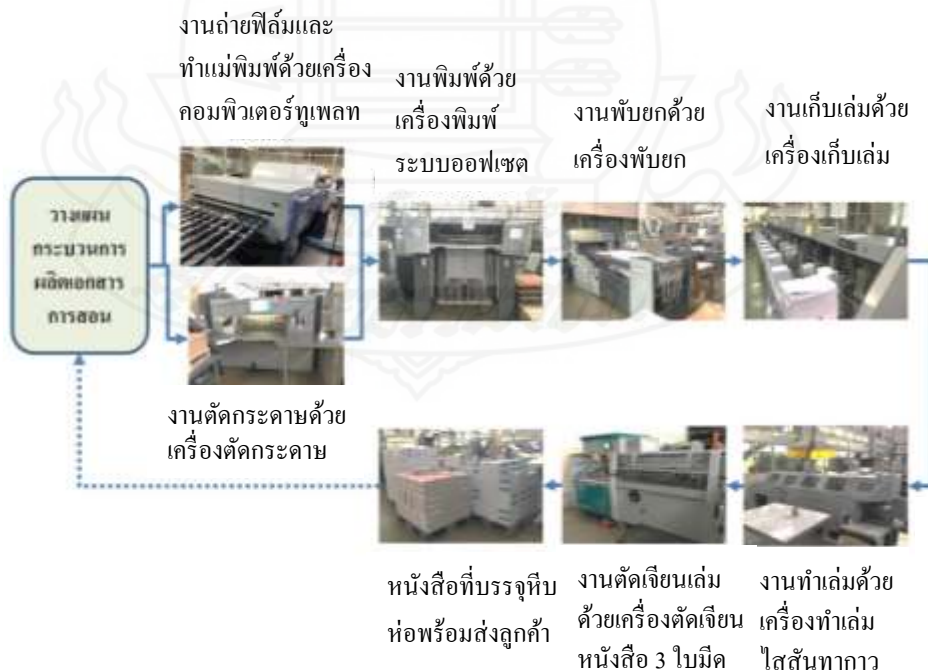 งานถ่ายฟิล์มและ
ทำแม่พิมพ์ด้วยเครื่อง
คอมพิวเตอร์ทูเพลท
งานพิมพ์ด้วย
เครื่องพิมพ์
ระบบออฟเซต
งานพับยกด้วย
เครื่องพับยก
งานเก็บเล่มด้วย
เครื่องเก็บเล่ม
วางแผน
กระบวนการ
ผลิตเอกสาร
การสอน
งานตัดกระดาษด้วย
เครื่องตัดกระดาษ
หนังสือที่บรรจุหีบ
ห่อพร้อมส่งลูกค้า
งานตัดเจียนเล่ม
ด้วยเครื่องตัดเจียน
หนังสือ 3 ใบมีด
งานทำเล่มด้วย
เครื่องทำเล่ม
ไสสันทากาว